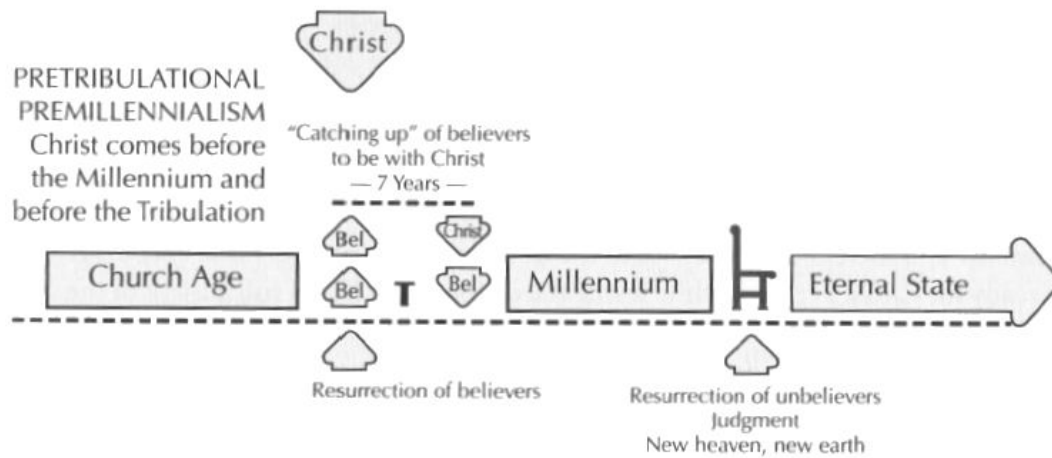 Christ
PRETRIBULATIONAL
PREMILLENNIALISM
Christ comes before
the Millennium and
before the Tribulation
“Catching up” of believers
to be with Christ
— 7 Years —
Bel
Christ
Church Age
Bel
T
Bel
Millennium
Eternal State
Resurrection of believers
Resurrection of unbelievers
Judgment
New heaven, new earth